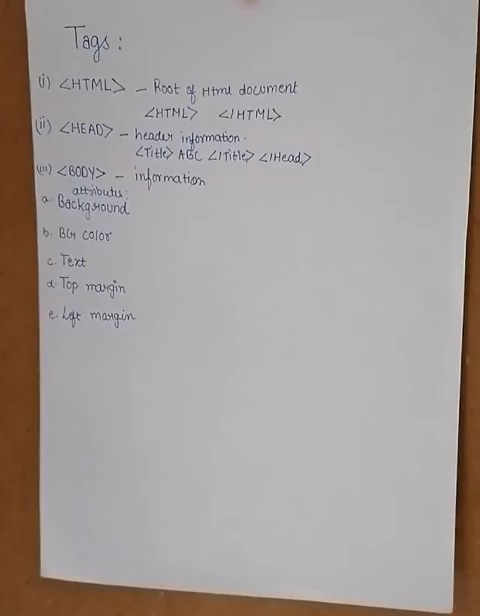 Tags :
(i) <HTML> - Root of Html document
<HTML> </HTML>
(ii) <HEAD> - header information.
<Title> ABC </Title> </Head>
(iii) <BODY> - information
attributes:
a. Background
b. BG color
c. Text
d. Top margin
e. Left margin